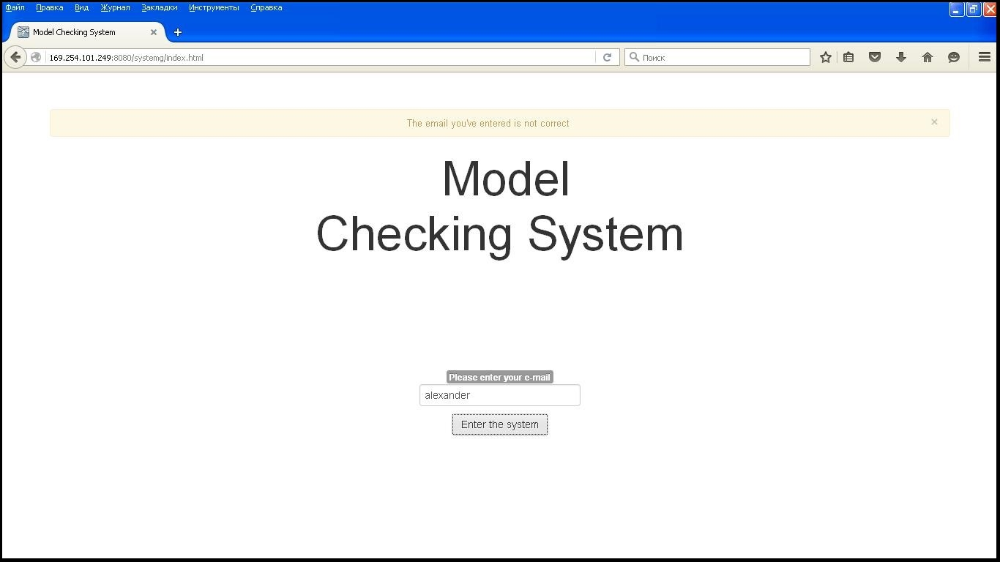 Файл Правка Вид Журнал Закладки Инструменты Справка
Model Checking System
169.254.101.249:8080/systemg/index.html
Поиск
The email you've entered is not correct
Model
Checking System
Please enter your e-mail
alexander
Enter the system